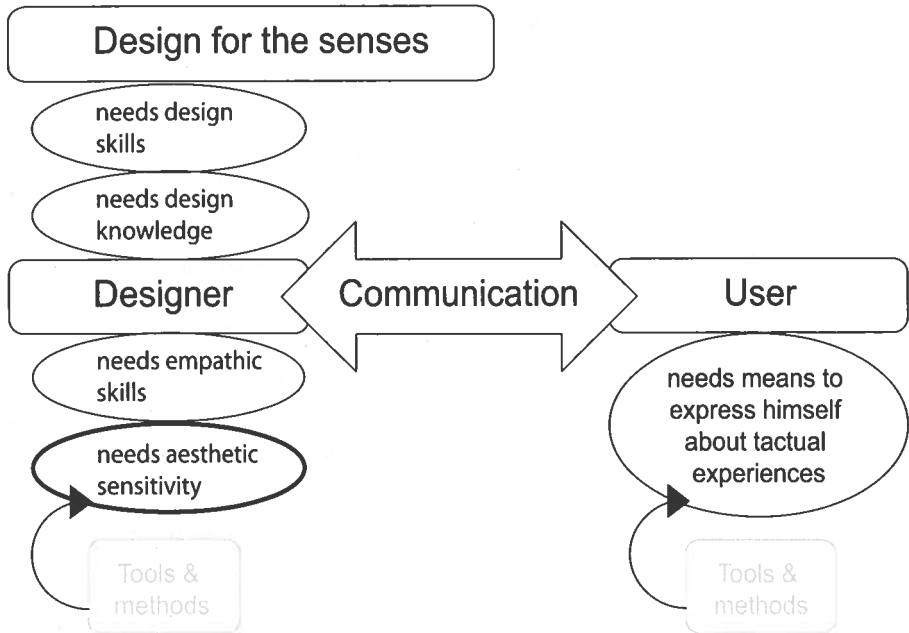 Design for the senses
needs design
skills
needs design
knowledge
Designer
Communication
User
needs empathic
skills
needs aesthetic
sensitivity
needs means to
express himself
about tactual
experiences
Tools &
methods
Tools &
methods